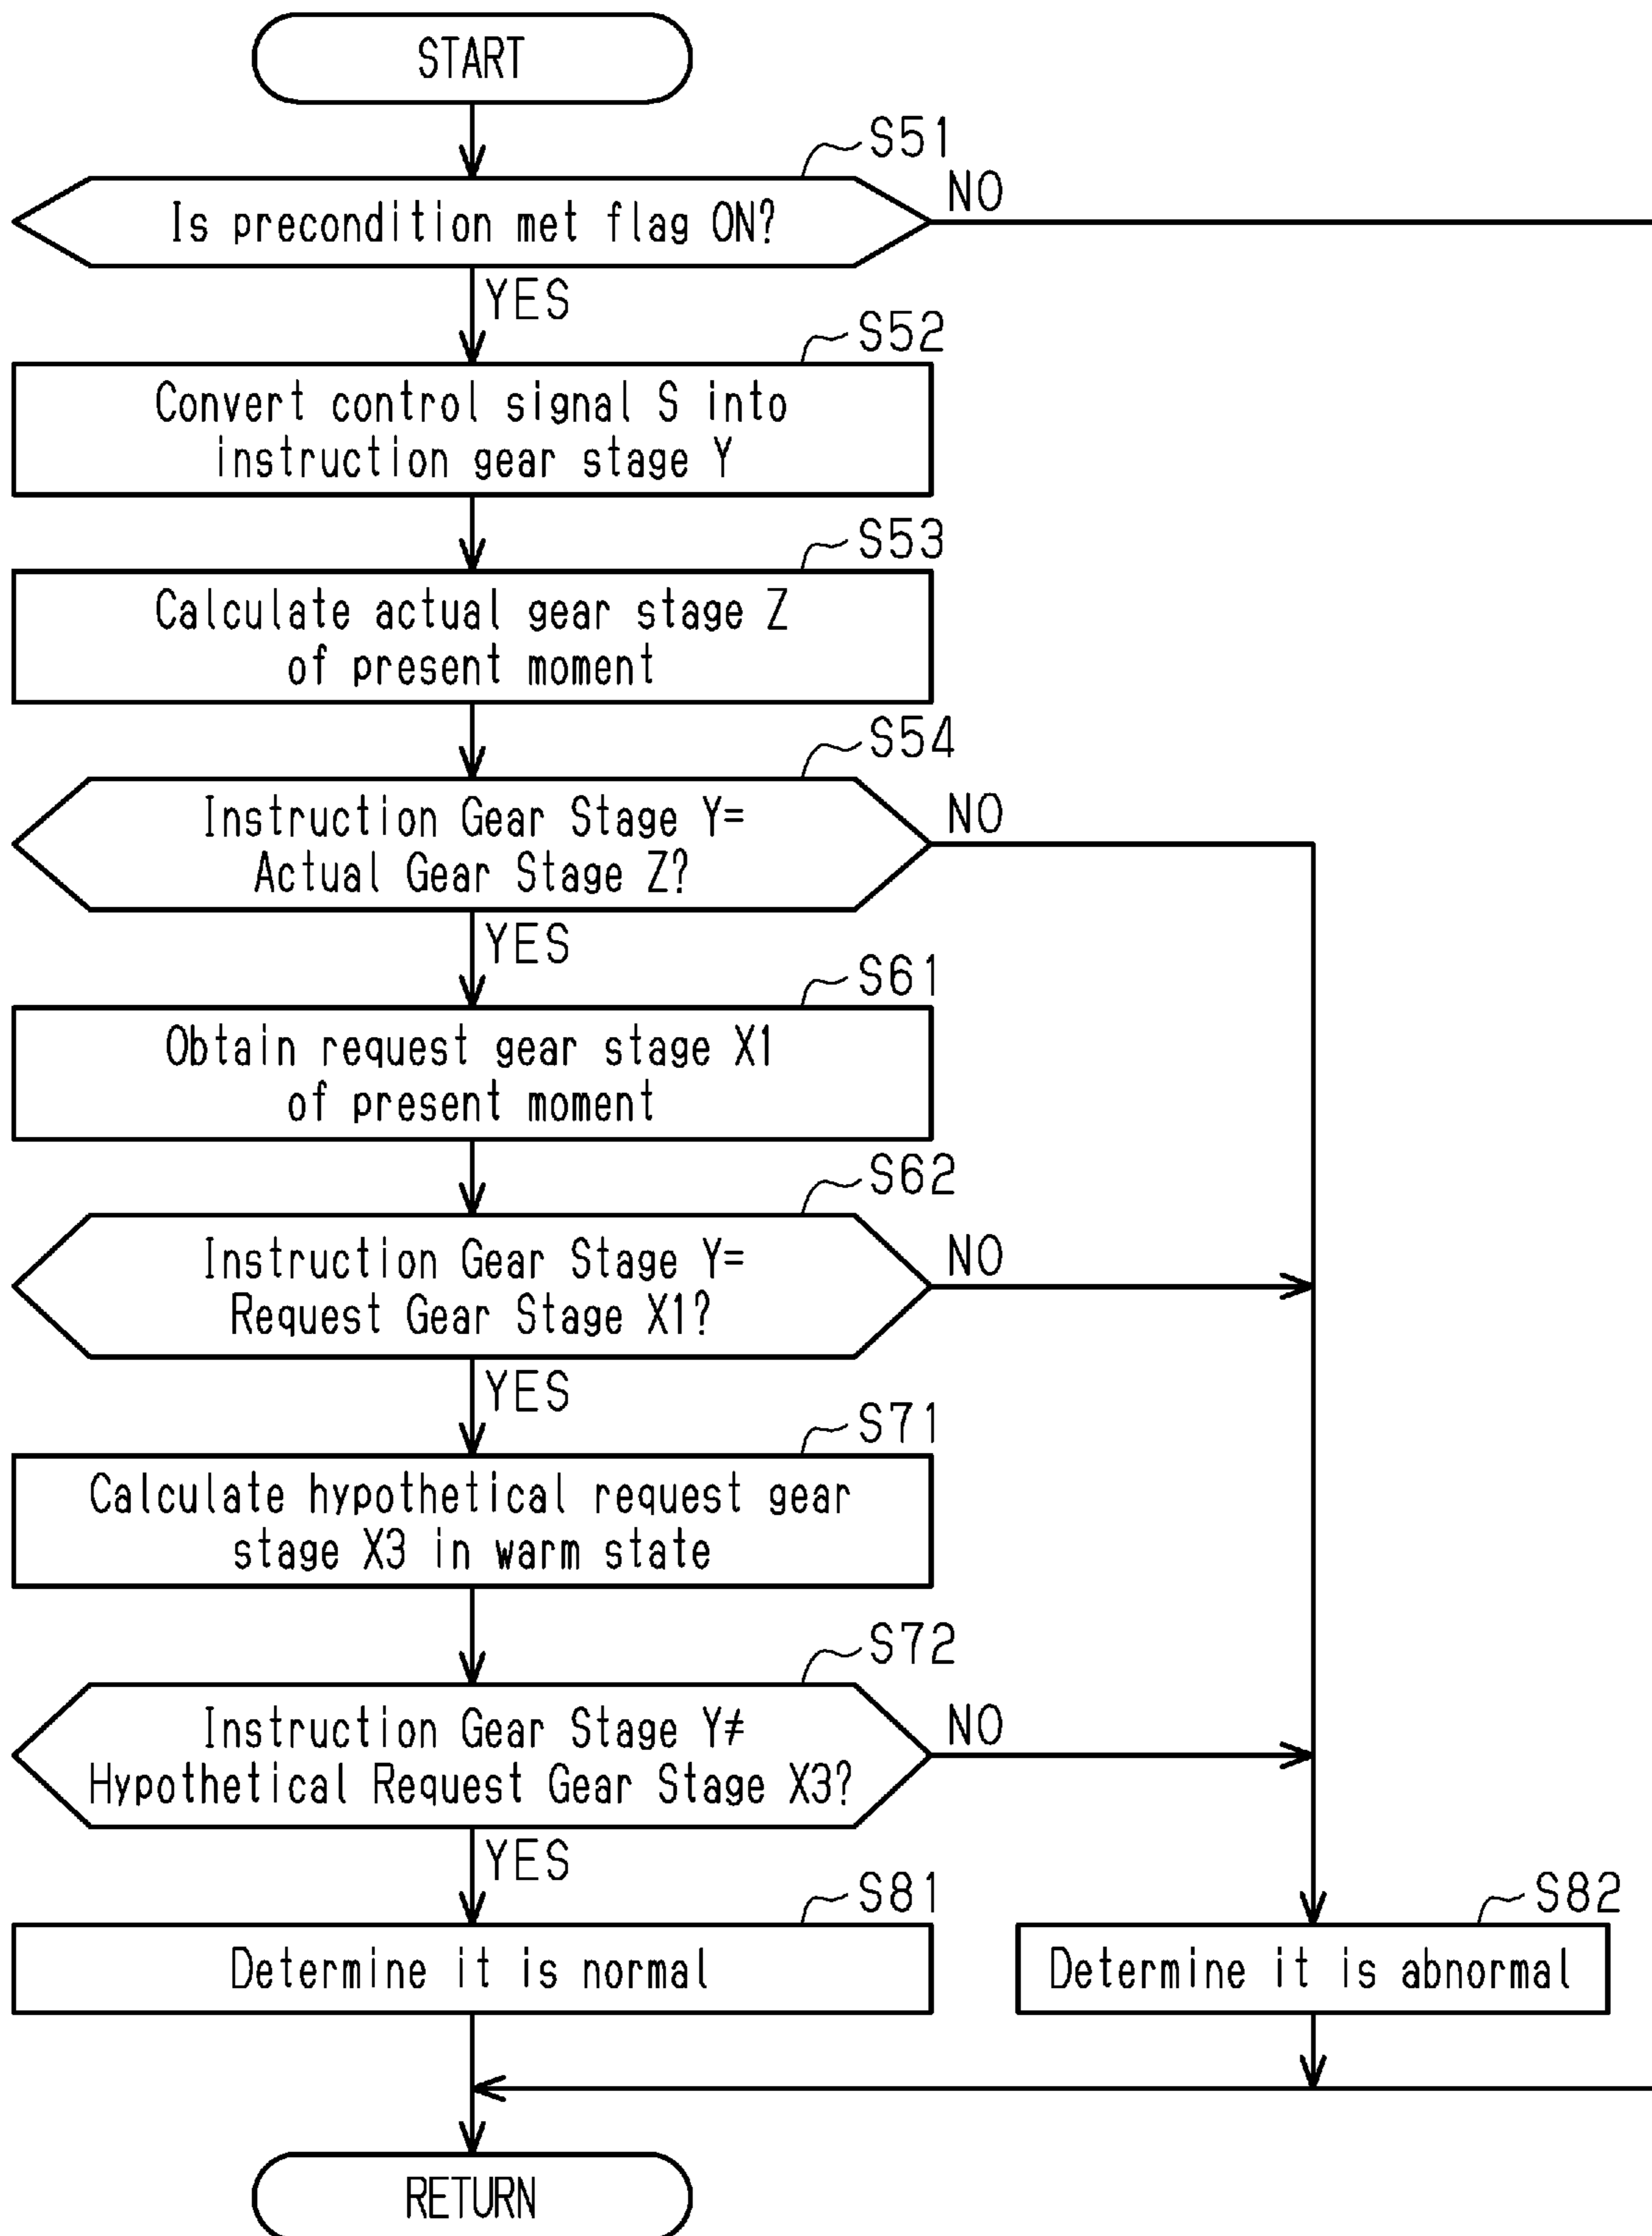 START
S51
Is precondition met flag ON?
NO
YES
S52
Convert control signal S into
instruction gear stage Y
S53
Calculate actual gear stage Z
of present moment
S54
Instruction Gear Stage Y=
Actual Gear Stage Z?
NO
YES
S61
Obtain request gear stage X1
of present moment
S62
Instruction Gear Stage Y=
Request Gear Stage X1?
NO
YES
S71
Calculate hypothetical request gear
stage X3 in warm state
S72
Instruction Gear Stage Y≠
Hypothetical Request Gear Stage X3?
NO
YES
S81
Determine it is normal
S82
Determine it is abnormal
RETURN